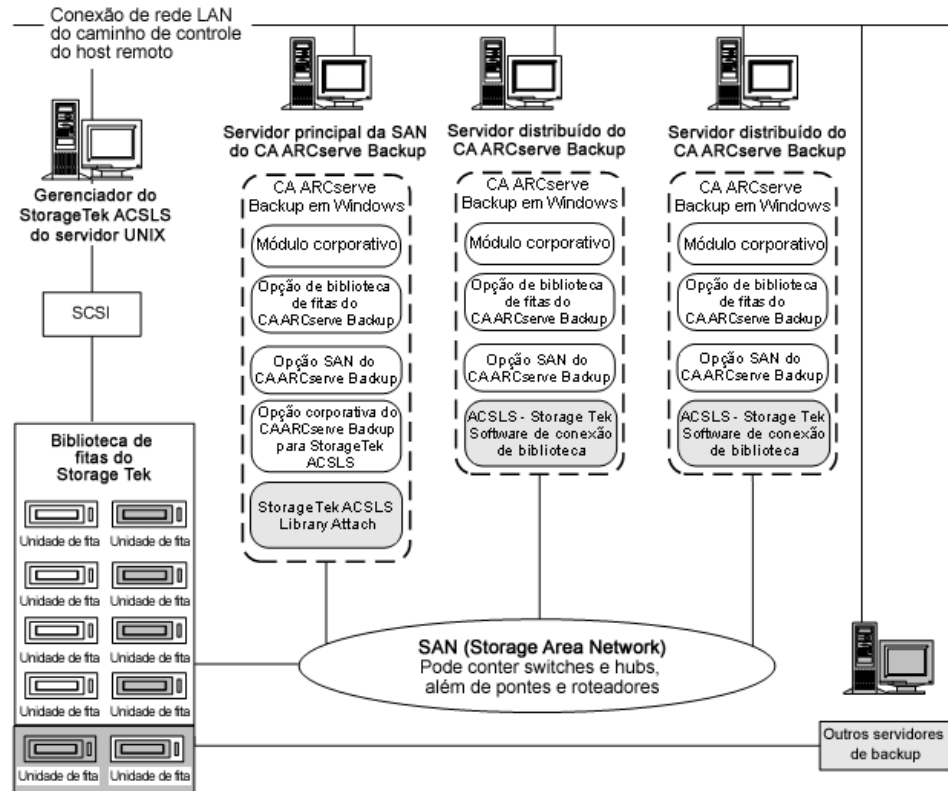 Conexão de rede LAN
do caminho de controle
do host remoto
Gerenciador do
StorageTek ACSLS
do servidor UNIX
SCSI
Biblioteca de
fitas do
Storage Tek
Unidade de fita Unidade de fita
Unidade de fita Unidade de fita
Unidade de fita Unidade de fita
Unidade de fita Unidade de fita
Unidade de fita Unidade de fita
Servidor principal da SAN
do CA ARCserve Backup
CA ARCserve
Backup em Windows
Módulo corporativo
Opção de biblioteca
de fitas do
CA ARCserve Backup
Opção SAN do
CA ARCserve Backup
Opção corporativa do
CA ARCserve Backup
para StorageTek
ACSLS
StorageTek ACSLS
Library Attach
Servidor distribuído do
CA ARCserve Backup
CA ARCserve
Backup em Windows
Módulo corporativo
Opção de biblioteca
de fitas do
CA ARCserve Backup
Opção SAN do
CA ARCserve Backup
ACSLS - Storage Tek
Software de conexão
de biblioteca
Servidor distribuído do
CA ARCserve Backup
CA ARCserve
Backup em Windows
Módulo corporativo
Opção de biblioteca
de fitas do
CA ARCserve Backup
Opção SAN do
CA ARCserve Backup
ACSLS - Storage Tek
Software de conexão
de biblioteca
SAN (Storage Area Network)
Pode conter switches e hubs,
além de pontes e roteadores
Outros servidores
de backup